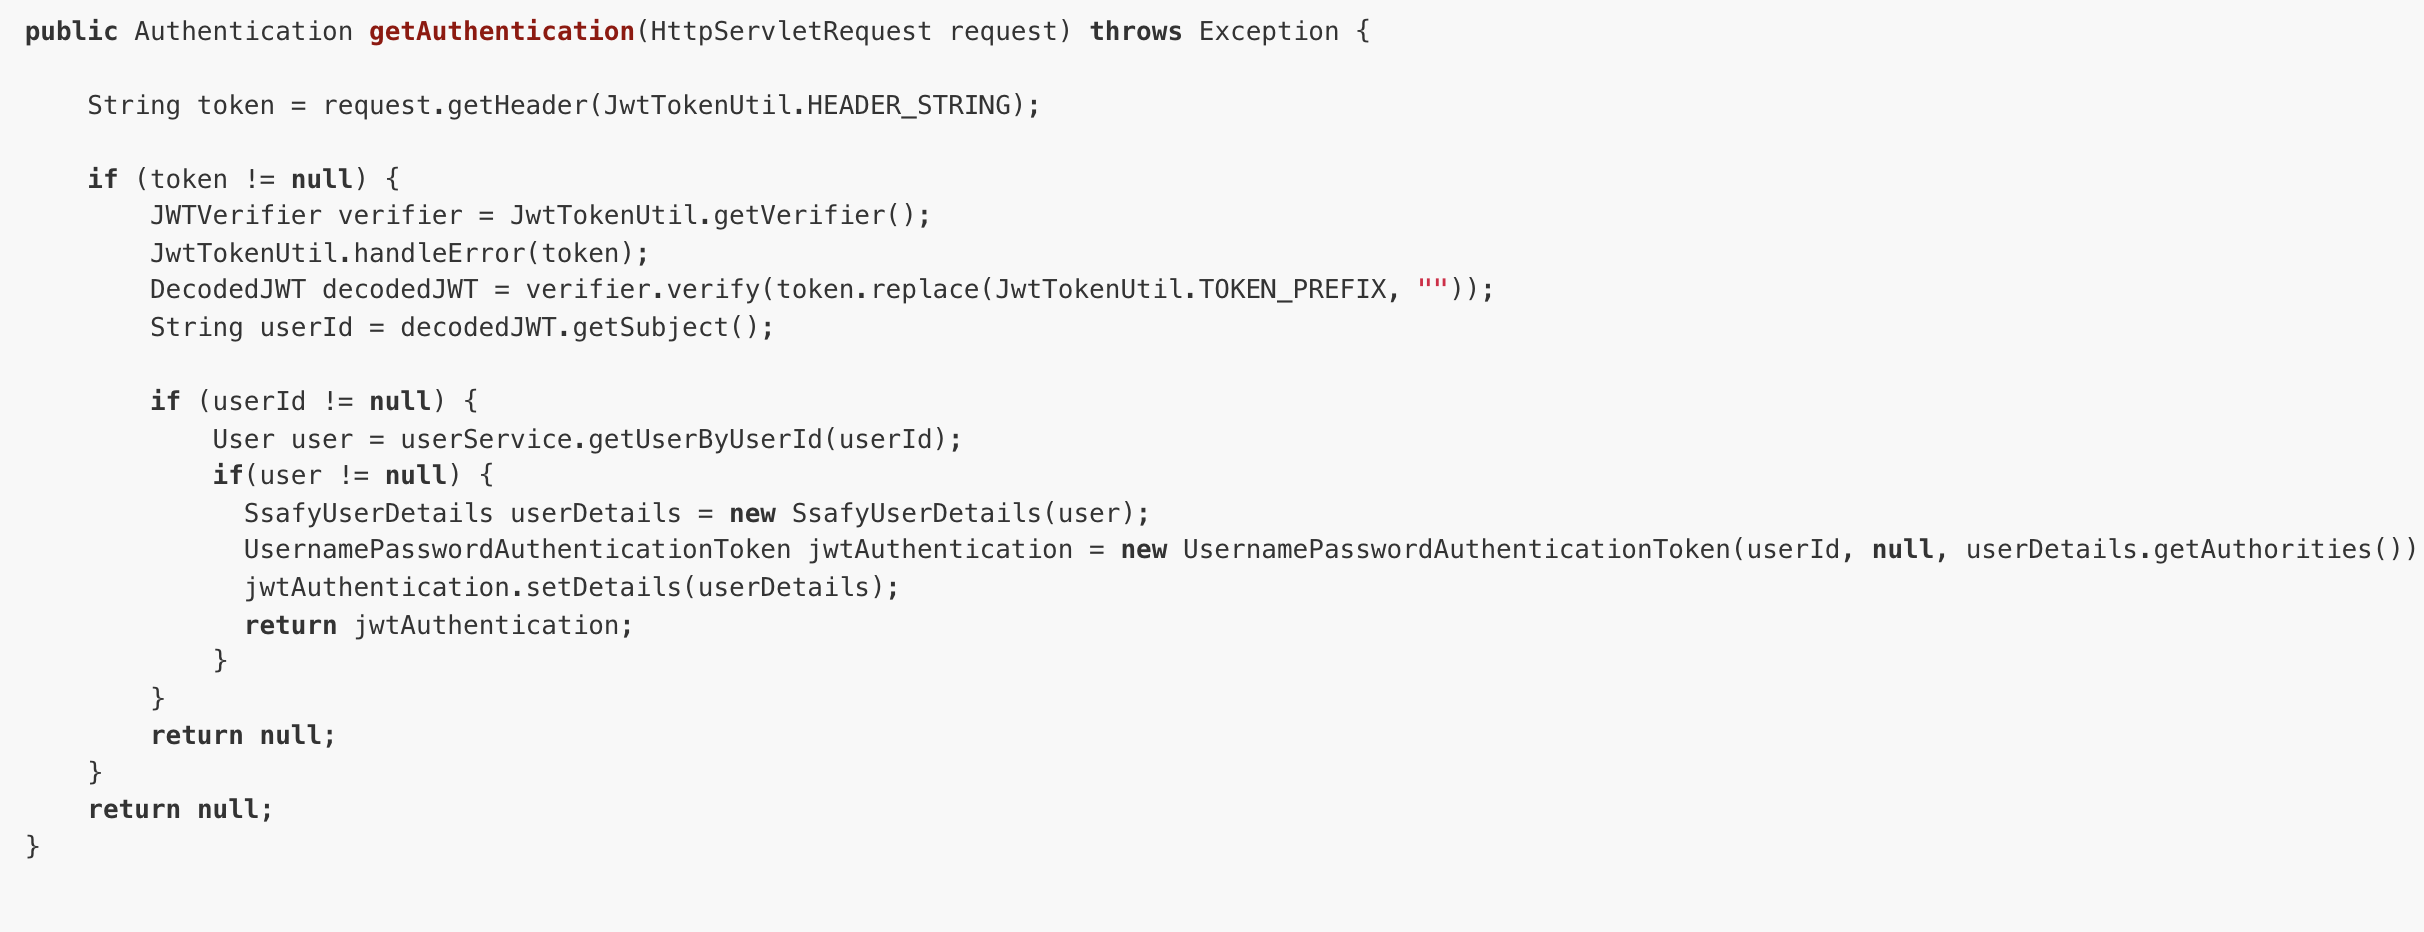 public Authentication getAuthentication(HttpServletRequest request) throws Exception {
String token = request.getHeader(JwtTokenUtil.HEADER_STRING);
if (token != null) {
JWTVerifier verifier = JwtTokenUtil.getVerifier();
JwtTokenUtil.handleError(token);
DecodedJWT decodedJWT = verifier.verify(token.replace(JwtTokenUtil.TOKEN_PREFIX, ""));
String userId = decodedJWT.getSubject();
if (userId != null) {
User user = userService.getUserByUserId(userId);
if(user != null) {
SsafyUserDetails userDetails = new SsafyUserDetails(user);
UsernamePasswordAuthenticationToken jwtAuthentication = new UsernamePasswordAuthenticationToken(userId, null, userDetails.getAuthorities())
jwtAuthentication.setDetails(userDetails);
return jwtAuthentication;
}
}
return null;
}
return null;
}